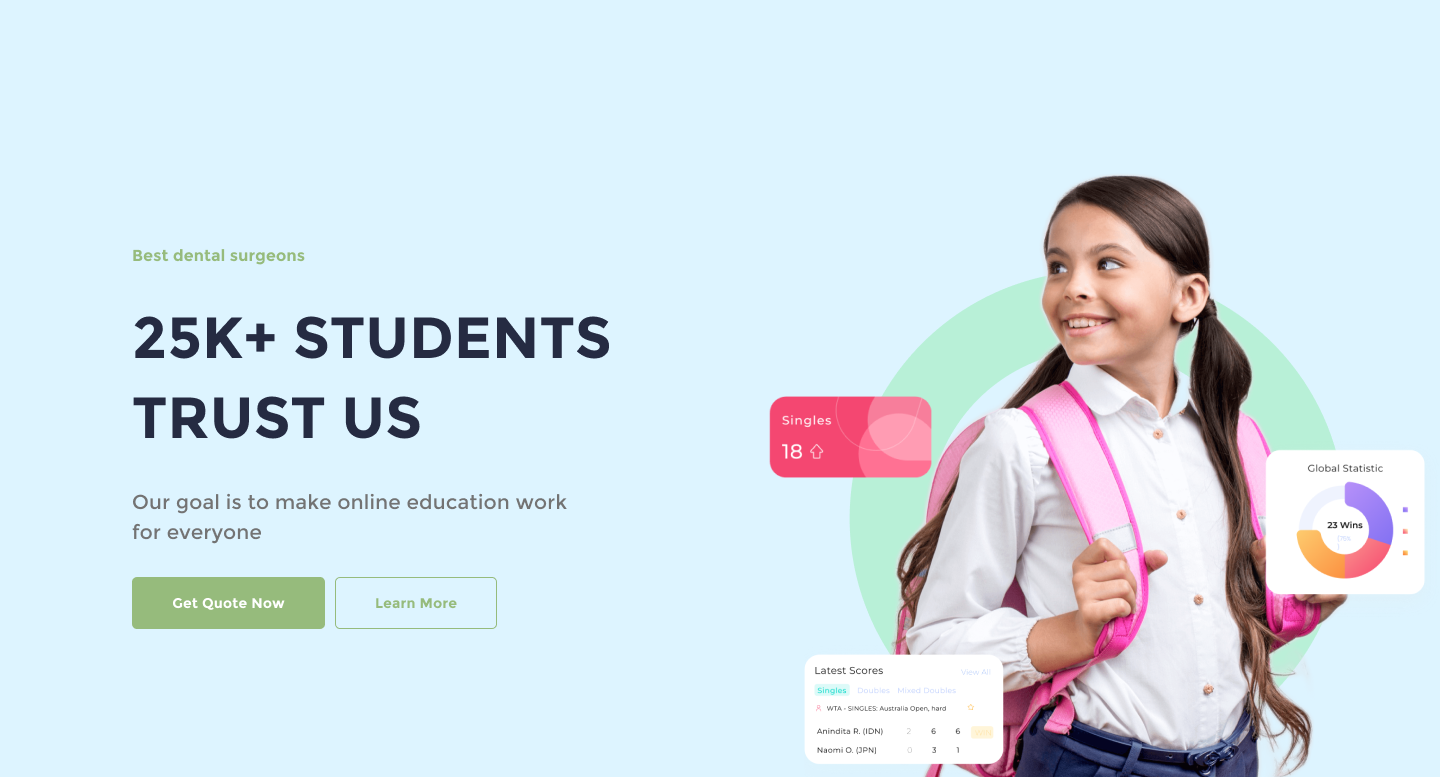 Best dental surgeons
25K+ STUDENTS
TRUST US
Our goal is to make online education work
for everyone
Get Quote Now
Learn More
Singles
18
Global Statistic
23 Wins
Latest Scores
View All
Singles Doubles Mixed Doubles
WTA - SINGLES: Australia Open, hard
Anindita R. (IDN) 2 6 6
Naomi O. (JPN) 0 3 1